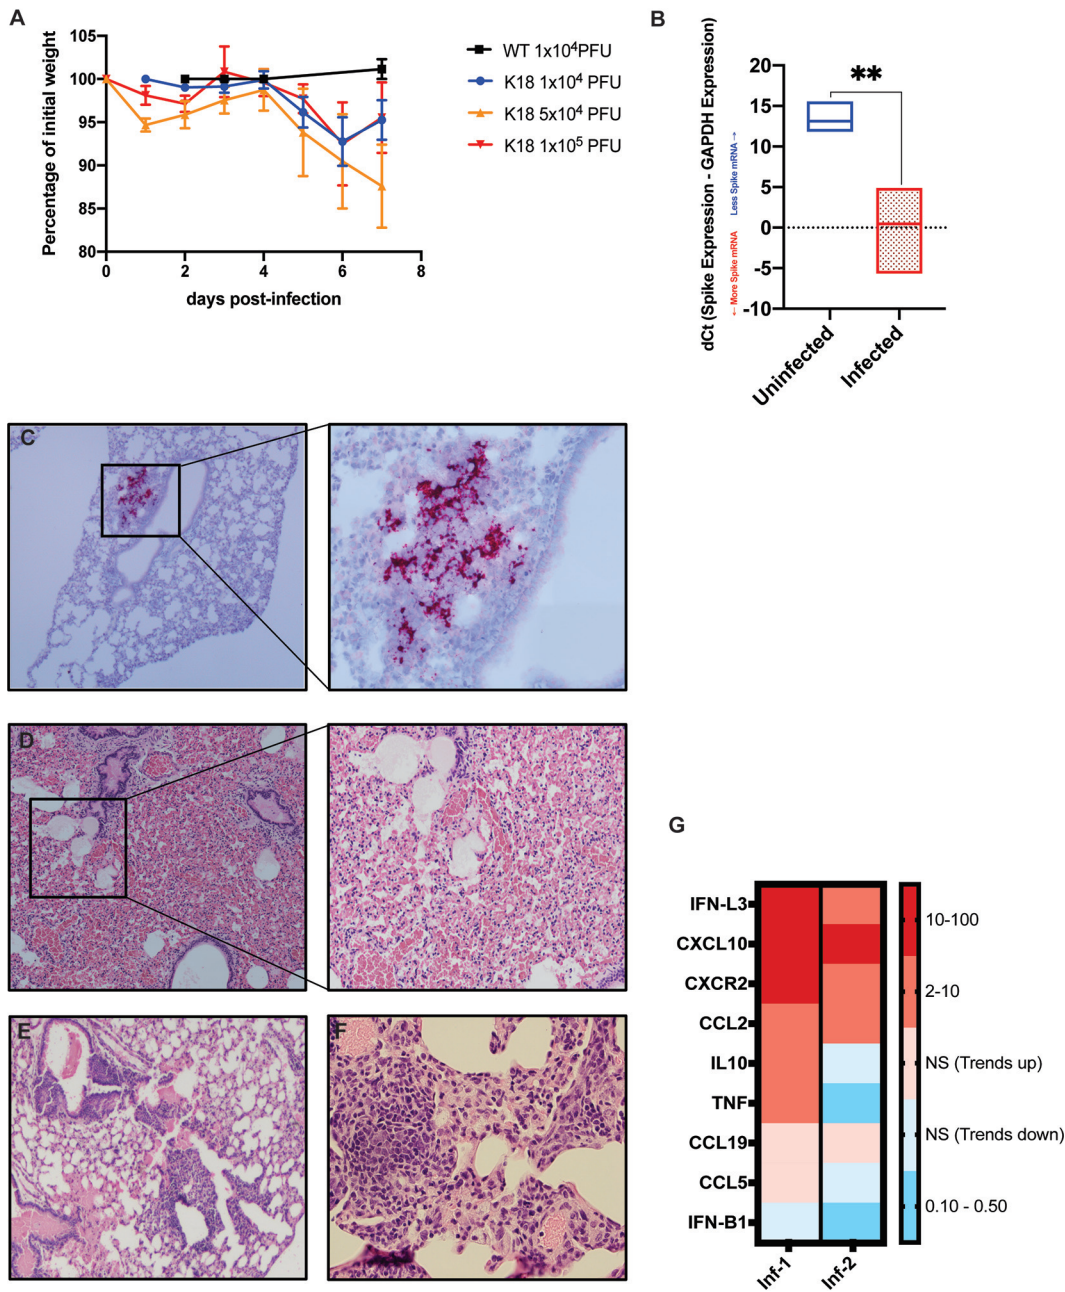 A
105
100
95
90
85
80
0
2
4
6
8
Percentage of initial weight
days post-infection
WT 1x10⁴PFU
K18 1x10⁴ PFU
K18 5x10⁴ PFU
K18 1x10⁵ PFU
B
dCt (Spike Expression - GAPDH Expression)
← More Spike mRNA
Less Spike mRNA →
20
15
10
5
0
-5
-10
**
Uninfected
Infected
C
D
E
F
G
IFN-L3
CXCL10
CXCR2
CCL2
IL10
TNF
CCL19
CCL5
IFN-B1
Inf-1
Inf-2
10-100
2-10
NS (Trends up)
NS (Trends down)
0.10 - 0.50